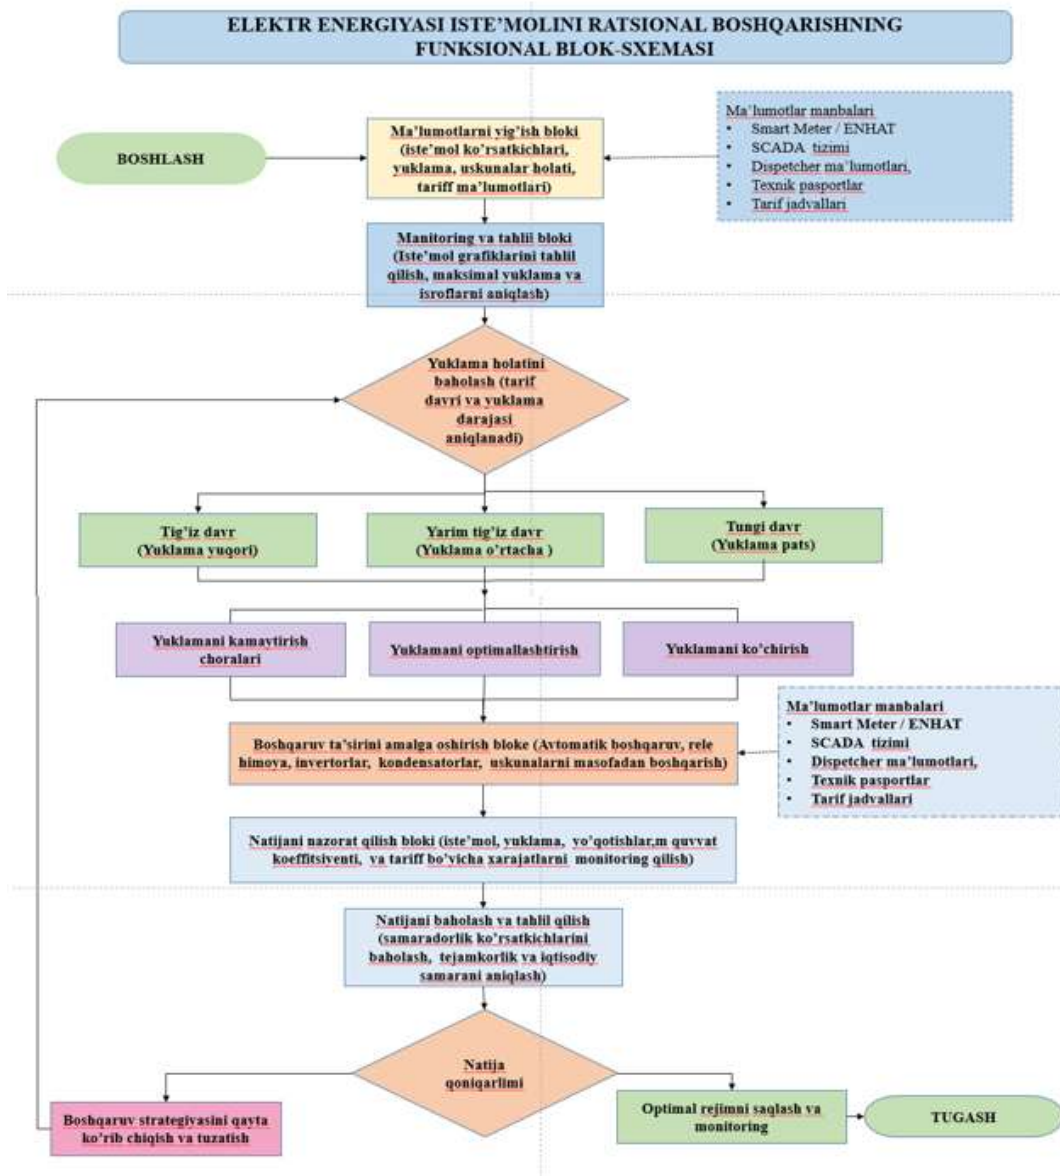 ELEKTR ENERGIYASI ISTE’MOLINI RATSIONAL BOSHQARISHNING
FUNKSIONAL BLOK-SXEMASI
BOSHLASH
Ma’lumotlarni yig’ish bloki
(iste’mol ko’rsatkichlari,
yuklama, uskunalar holati,
tariff ma’lumotlari)
Ma’lumotlar manbalari
• Smart Meter / ENHAT
• SCADA tizimi
• Dispetcher ma’lumotlari,
• Texnik pasportlar
• Tarif jadvallari
Manitoring va tahlil bloki
(Iste’mol grafiklarini tahlil
qilish, maksimal yuklama va
isroflarni aniqlash)
Yuklama holatini
baholash (tarif
davri va yuklama
darajasi
aniqlanadi)
Tig’iz davr
(Yuklama yuqori)
Yarim tig’iz davr
(Yuklama o’rtacha )
Tungi davr
(Yuklama pats)
Yuklamani kamaytirish
choralari
Yuklamani optimallashtirish
Yuklamani ko’chirish
Ma’lumotlar manbalari
• Smart Meter / ENHAT
• SCADA tizimi
• Dispetcher ma’lumotlari,
• Texnik pasportlar
• Tarif jadvallari
Boshqaruv ta’sirini amalga oshirish bloke (Avtomatik boshqaruv, rele
himoya, invertorlar, kondensatorlar, uskunalarni masofadan boshqarish)
Natijani nazorat qilish bloki (iste’mol, yuklama, yo’qotishlar,m quvvat
koeffitsiyenti, va tariff bo’yicha xarajatlarni monitoring qilish)
Natijani baholash va tahlil qilish
(samaradorlik ko’rsatkichlarini
baholash, tejamkorlik va iqtisodiy
samarani aniqlash)
Natija
qoniqarlimi
Boshqaruv strategiyasini qayta
ko’rib chiqish va tuzatish
Optimal rejimni saqlash va
monitoring
TUGASH